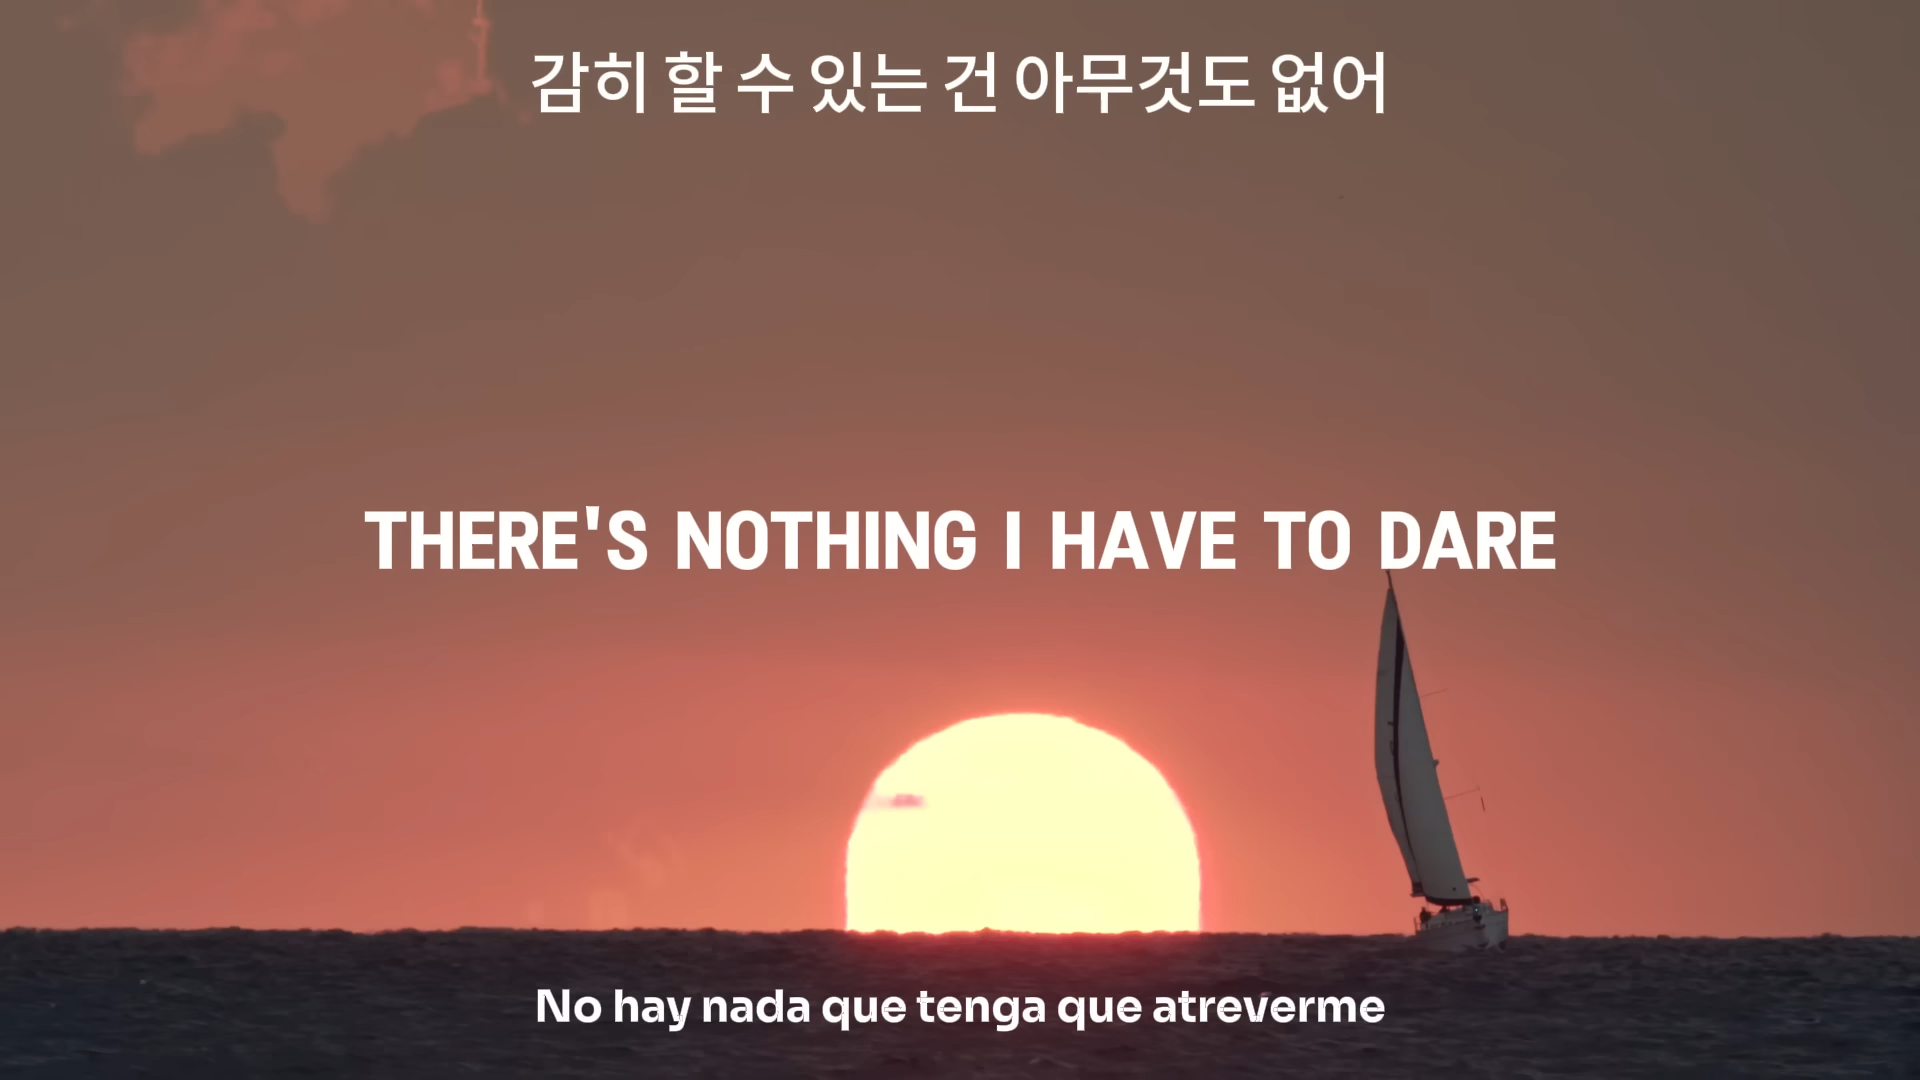 감히 할 수 있는 건 아무것도 없어
THERE'S NOTHING I HAVE TO DARE
No hay nada que tenga que atreverme